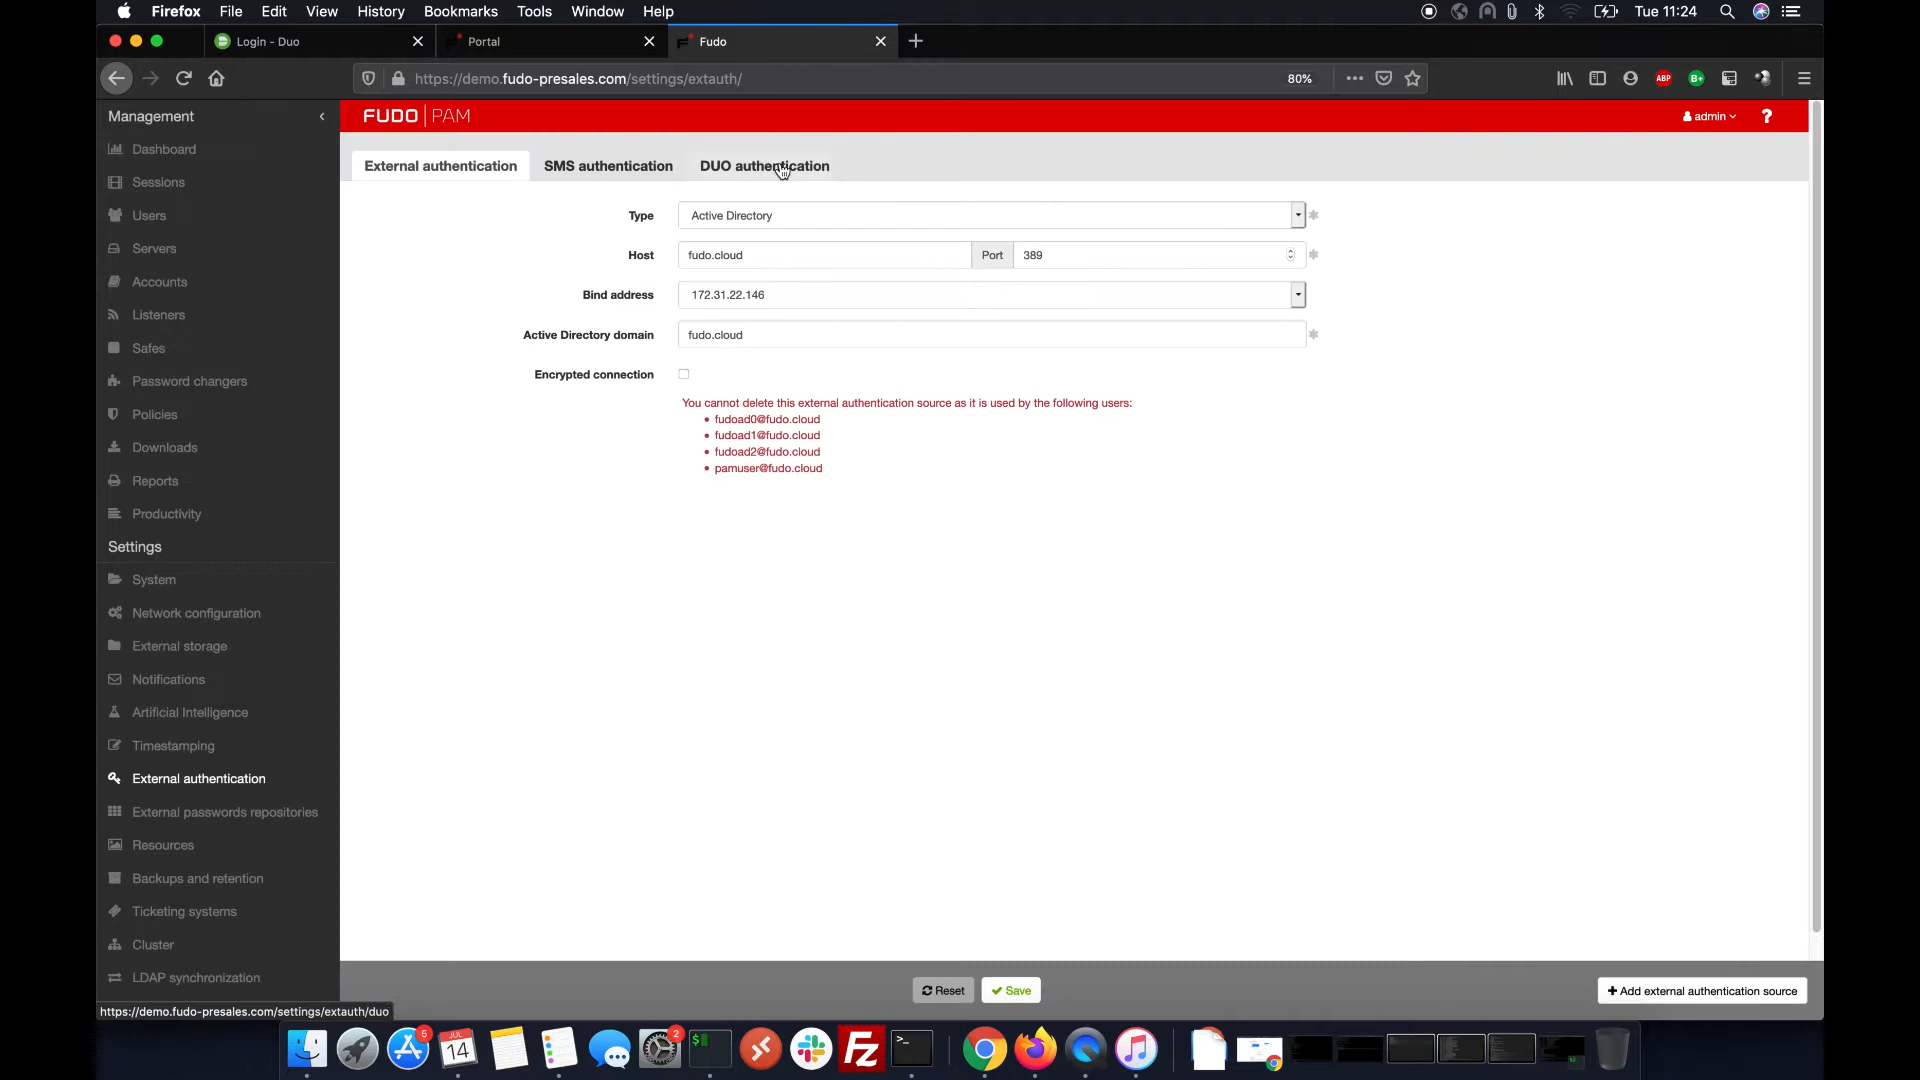 Firefox File Edit View History Bookmarks Tools Window Help Tue 11:24
Login - Duo Portal Fudo
https://demo.fudo-presales.com/settings/extauth/ 80% ABP B+
Management
FUDO PAM admin ?
Dashboard
Sessions
Users
Servers
Accounts
Listeners
Safes
Password changers
Policies
Downloads
Reports
Productivity
Settings
System
Network configuration
External storage
Notifications
Artificial Intelligence
Timestamping
External authentication
External passwords repositories
Resources
Backups and retention
Ticketing systems
Cluster
LDAP synchronization
External authentication SMS authentication DUO authentication
Type Active Directory
Host fudo.cloud Port 389
Bind address 172.31.22.146
Active Directory domain fudo.cloud
Encrypted connection
You cannot delete this external authentication source as it is used by the following users:
fudoad0@fudo.cloud
fudoad1@fudo.cloud
fudoad2@fudo.cloud
pamuser@fudo.cloud
Reset Save Add external authentication source
https://demo.fudo-presales.com/settings/extauth/duo
5 JUL 14 2 $ FZ >_